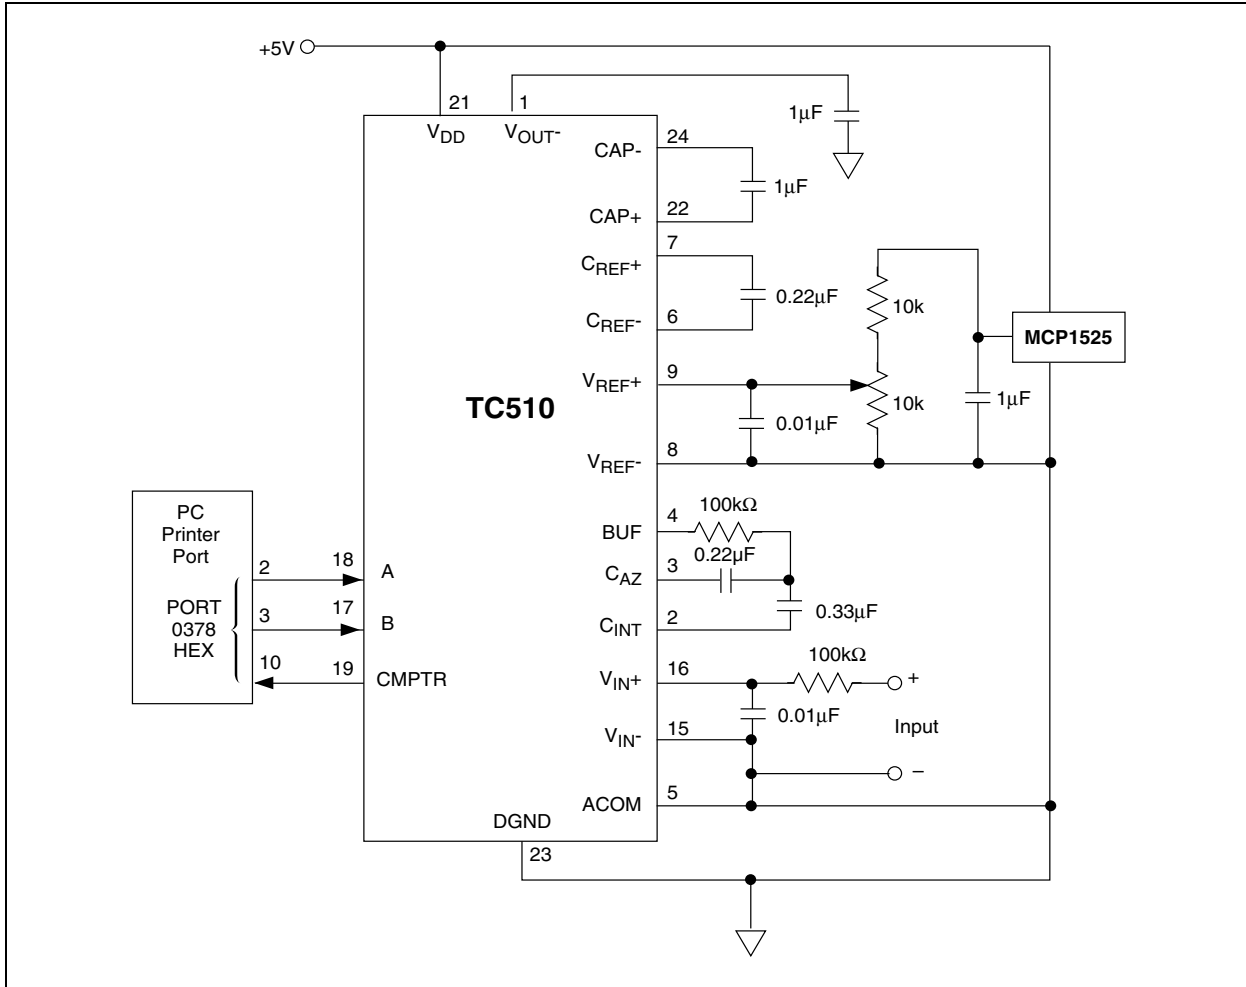 +5V
21
1
VDD
VOUT-
1µF
CAP-
24
1µF
CAP+
22
7
CREF+
0.22µF
CREF-
6
10k
MCP1525
VREF+
9
TC510
0.01µF
10k
1µF
VREF-
8
PC
Printer
Port
PORT
0378
HEX
2
3
10
18
17
19
A
B
CMPTR
100kΩ
BUF
4
0.22µF
CAZ
3
0.33µF
CINT
2
100kΩ
VIN+
16
+
0.01µF
Input
VIN-
15
–
ACOM
5
DGND
23